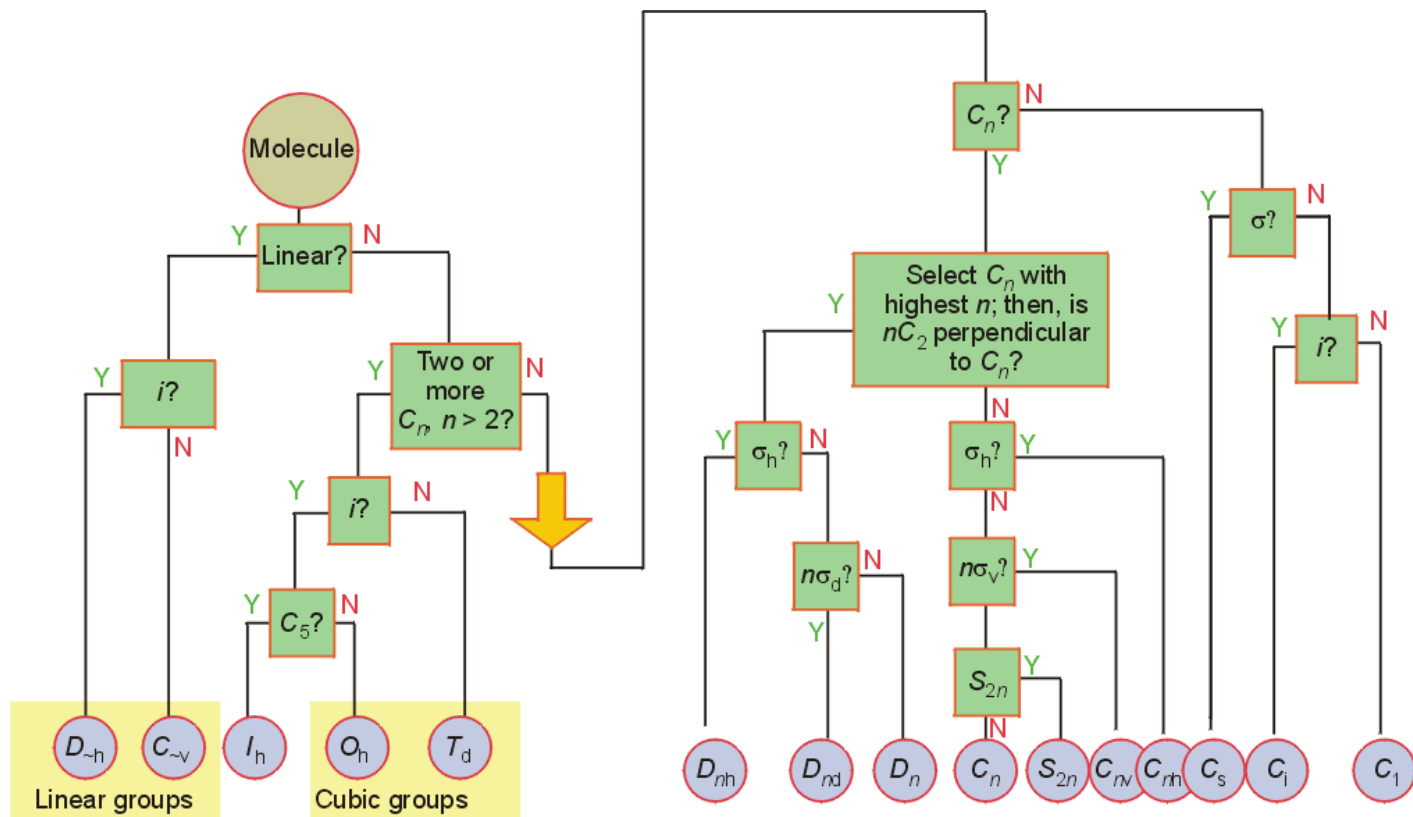 Molecule
Y
Linear?
N
Y
i?
N
Y
Two or
more
Cₙ, n > 2?
N
Y
i?
N
Y
C₅?
N
D~h
C~v
Iₕ
Oₕ
T_d
Linear groups
Cubic groups
Cₙ?
N
Y
Y
σ?
N
Y
i?
N
Select Cₙ with
highest n; then, is
nC₂ perpendicular
to Cₙ?
Y
N
Y
σₕ?
N
σₕ?
Y
N
nσ_d?
N
Y
nσᵥ?
Y
S₂ₙ
Y
N
Dₙₕ
Dₙd
Dₙ
Cₙ
S₂ₙ
Cₙᵥ
Cₙₕ
Cₛ
Cᵢ
C₁